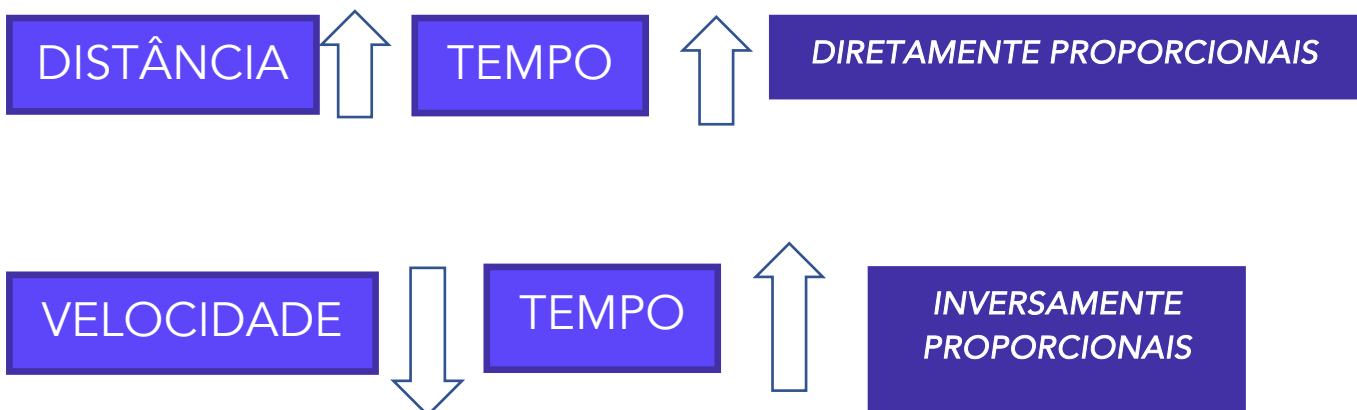 DISTÂNCIA
TEMPO
DIRETAMENTE PROPORCIONAIS
VELOCIDADE
TEMPO
INVERSAMENTE
PROPORCIONAIS